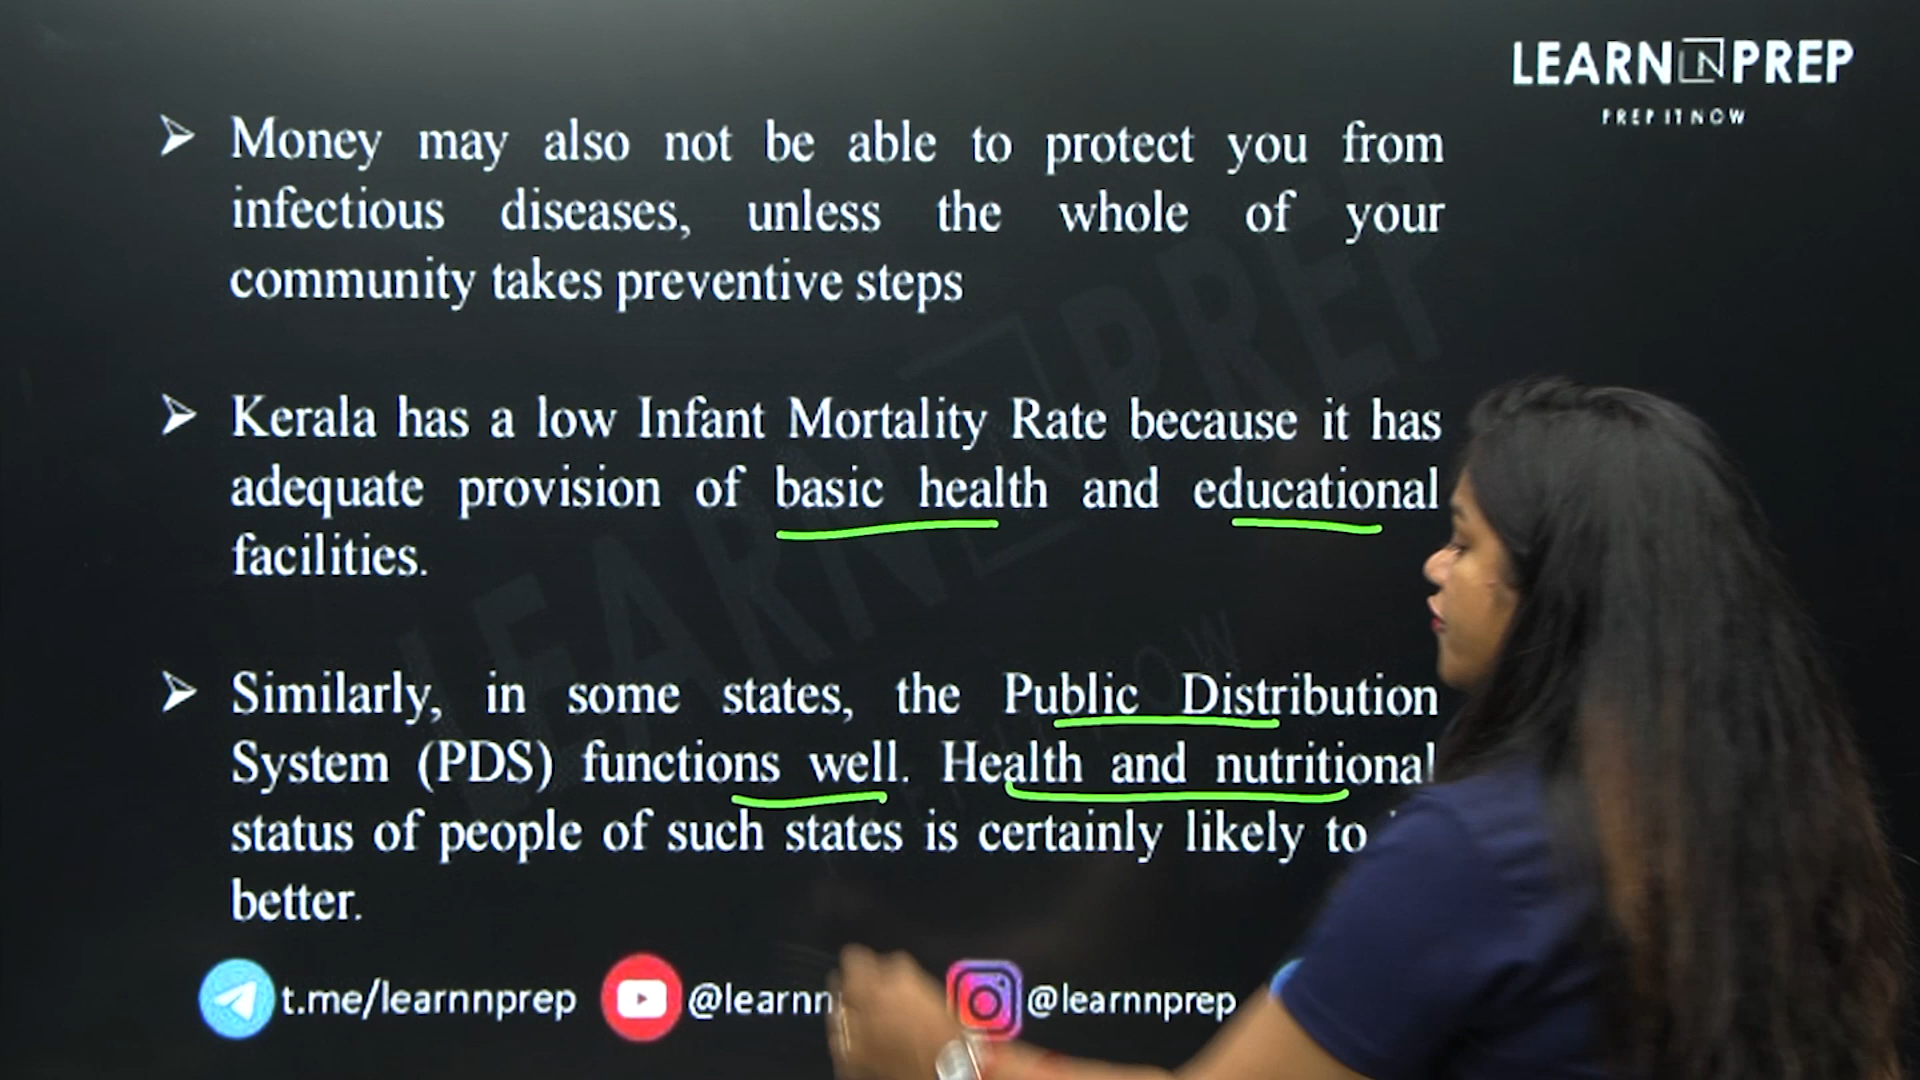 LEARN N PREP
PREP IT NOW
Money may also not be able to protect you from
infectious diseases, unless the whole of your
community takes preventive steps
Kerala has a low Infant Mortality Rate because it has
adequate provision of basic health and educational
facilities.
Similarly, in some states, the Public Distribution
System (PDS) functions well. Health and nutritional
status of people of such states is certainly likely to
better.
t.me/learnnprep @learnn @learnnprep